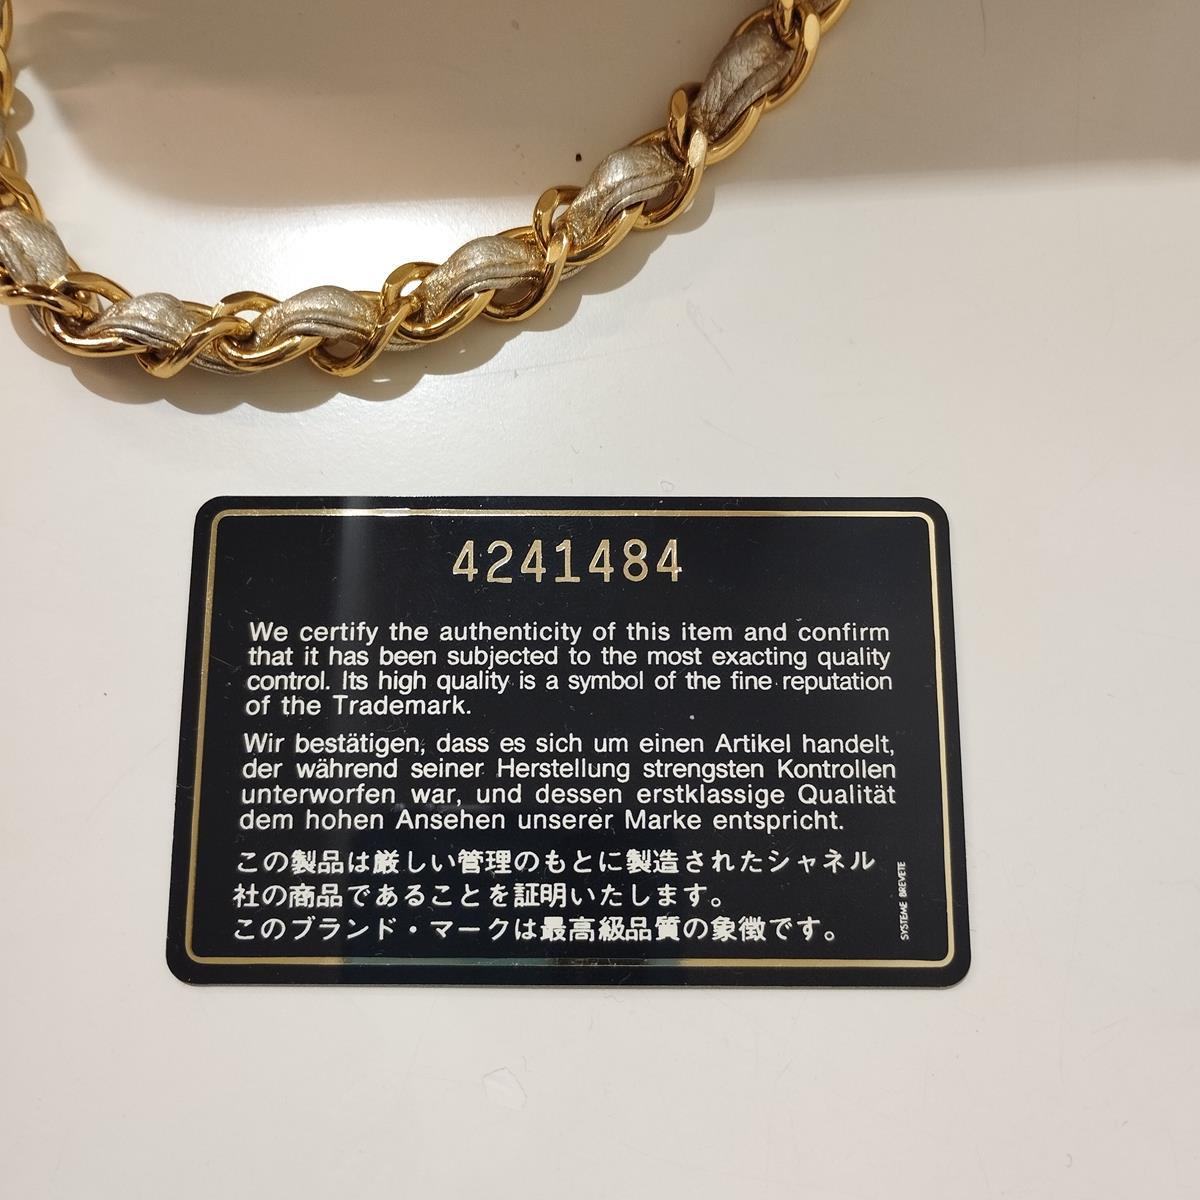 4241484
We certify the authenticity of this item and confirm
that it has been subjected to the most exacting quality
control. Its high quality is a symbol of the fine reputation
of the Trademark.
Wir bestätigen, dass es sich um einen Artikel handelt,
der während seiner Herstellung strengsten Kontrollen
unterworfen war, und dessen erstklassige Qualität
dem hohen Ansehen unserer Marke entspricht.
この製品は厳しい管理のもとに製造されたシャネル
社の商品であることを証明いたします。
このブランド・マークは最高級品質の象徴です。
SYSTEME BREVETE